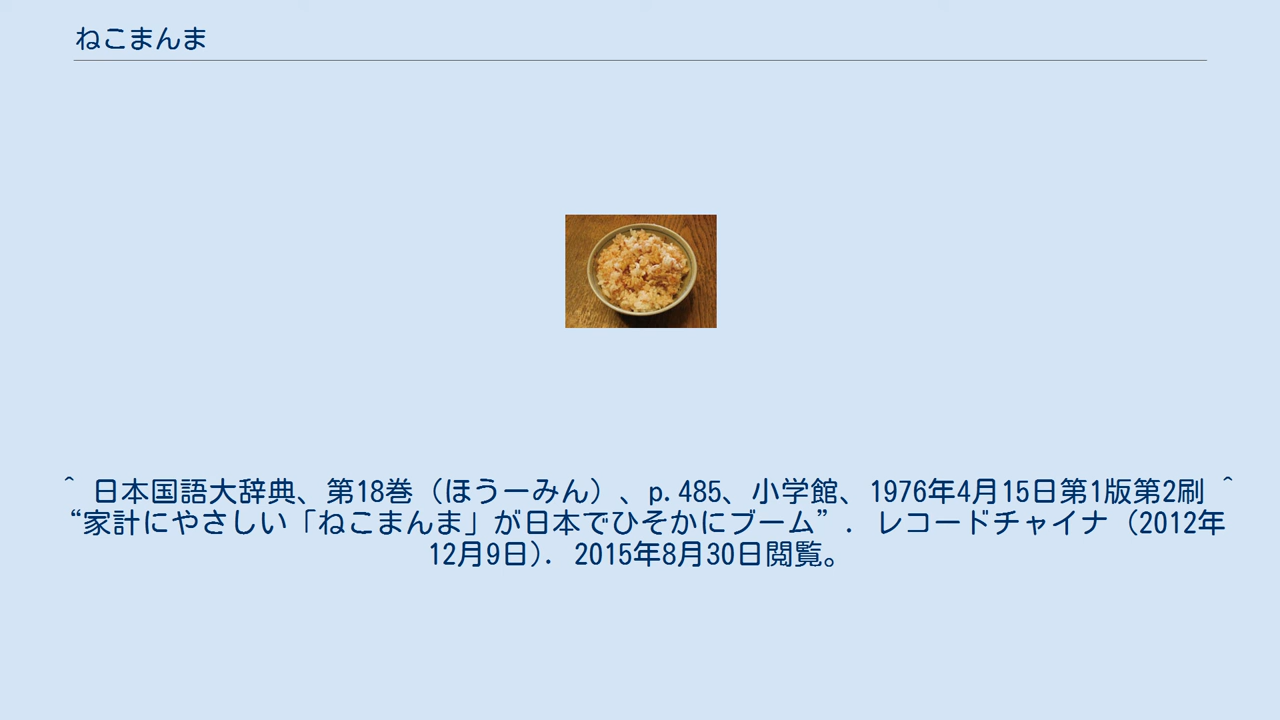 ねこまんま
^ 日本国語大辞典、第18巻（ほうーみん）、p.485、小学館、1976年4月15日第1版第2刷 ^
“家計にやさしい「ねこまんま」が日本でひそかにブーム”. レコードチャイナ (2012年
12月9日). 2015年8月30日閲覧。